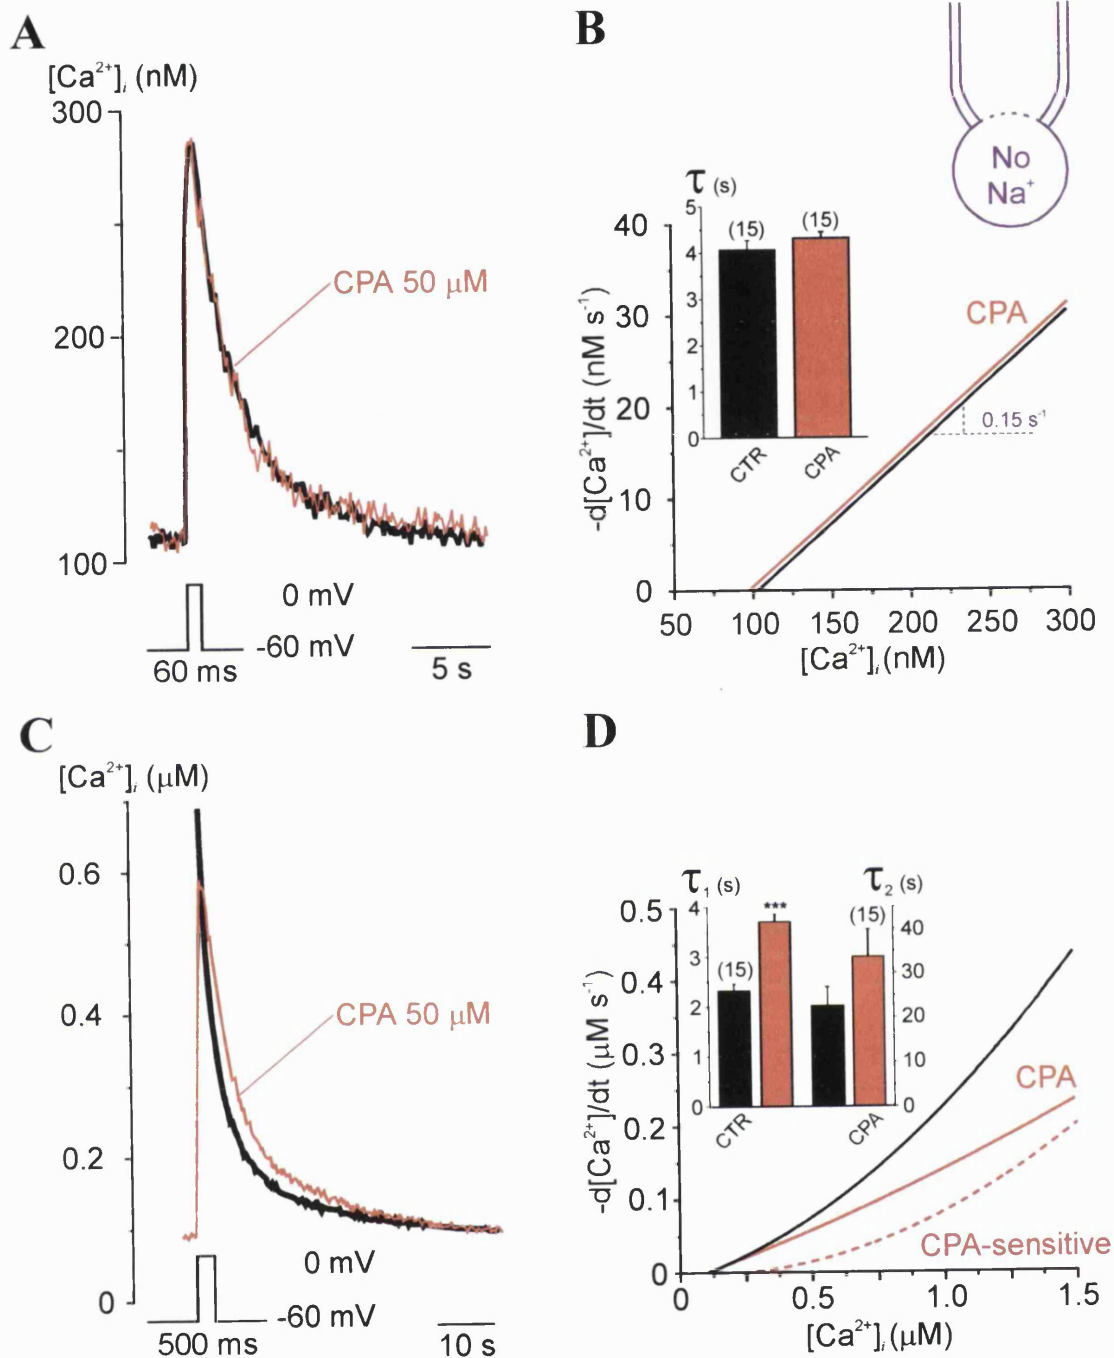 A
[Ca²⁺]ᵢ (nM)
300
200
100
CPA 50 µM
0 mV
-60 mV
60 ms
5 s
B
No
Na⁺
τ (s)
5
4
3
2
1
0
(15)
(15)
CTR
CPA
40
30
20
10
0
-d[Ca²⁺]/dt (nM s⁻¹)
CPA
0.15 s⁻¹
50
100
150
200
250
300
[Ca²⁺]ᵢ (nM)
C
[Ca²⁺]ᵢ (µM)
0.6
0.4
0.2
0
CPA 50 µM
0 mV
-60 mV
500 ms
10 s
D
τ₁ (s)
τ₂ (s)
4
3
2
1
0
(15)
***
(15)
40
30
20
10
0
CTR
CPA
0.5
0.4
0.3
0.2
0.1
0
-d[Ca²⁺]/dt (µM s⁻¹)
CPA
CPA-sensitive
0
0.5
1.0
1.5
[Ca²⁺]ᵢ (µM)